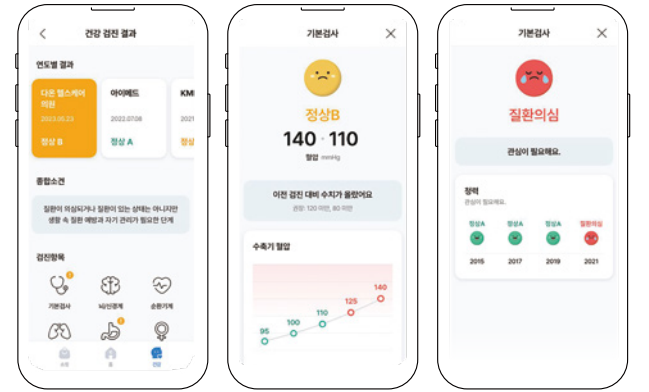 건강 검진 결과
연도별 결과
다온 헬스케어
의원
2023.05.23
정상 B
아이메드
2022.07.08
정상 A
KMI
2021
정상
종합소견
질환이 의심되거나 질환이 있는 상태는 아니지만
생활 속 질환 예방과 자기 관리가 필요한 단계
검진항목
기본검사
뇌/신경계
순환기계
홈
건강
기본검사
정상B
140 · 110
혈압 mmHg
이전 검진 대비 수치가 올랐어요
권장: 120 미만, 80 미만
수축기 혈압
95
100
110
125
140
기본검사
질환의심
관심이 필요해요.
청력
관심이 필요해요.
정상A 정상A 정상A 질환의심
2015 2017 2019 2021